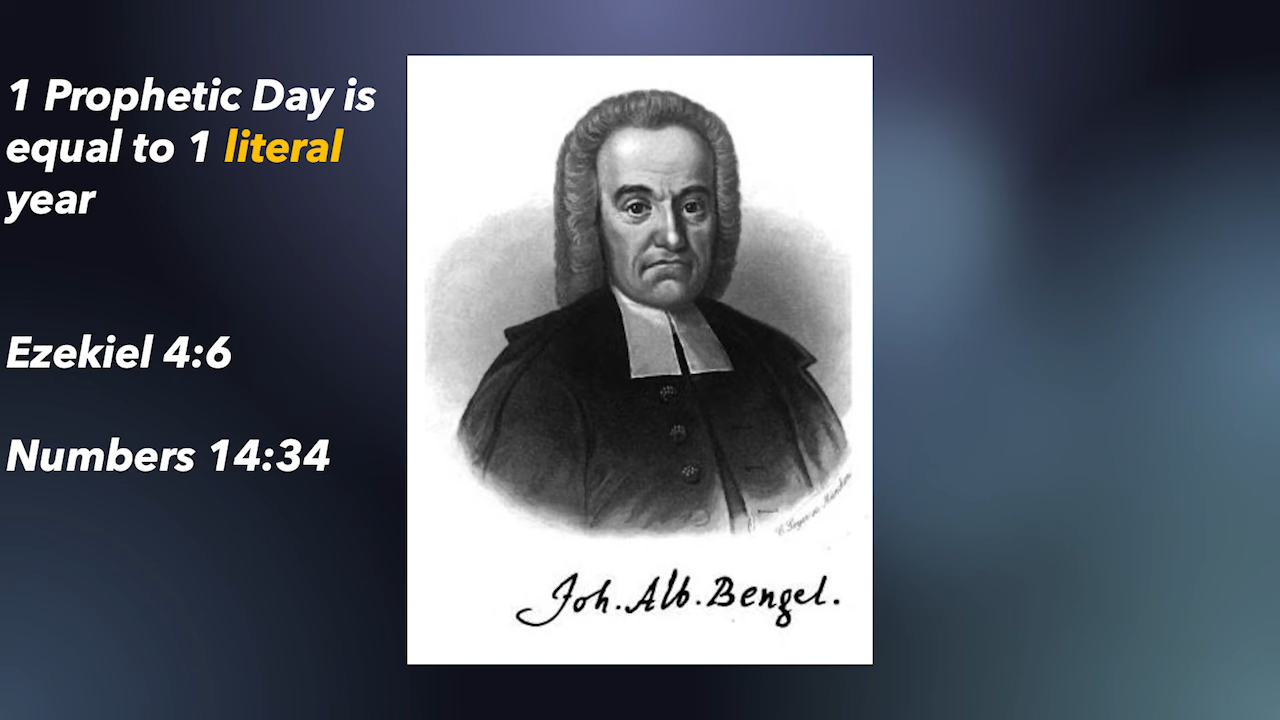 1 Prophetic Day is
equal to 1 literal
year
Ezekiel 4:6
Numbers 14:34
Joh. Alb. Bengel.